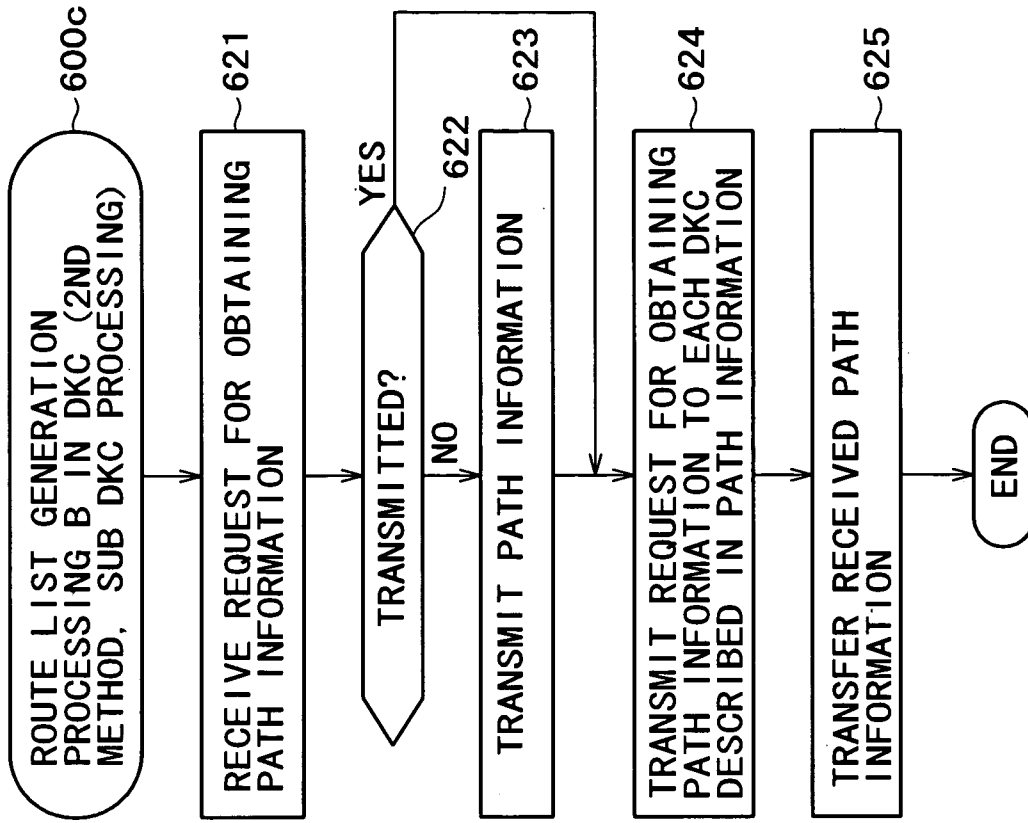 ROUTE LIST GENERATION
PROCESSING B IN DKC (2ND
METHOD, SUB DKC PROCESSING)
600c
RECEIVE REQUEST FOR OBTAINING
PATH INFORMATION
621
TRANSMITTED?
YES
622
NO
TRANSMIT PATH INFORMATION
623
TRANSMIT REQUEST FOR OBTAINING
PATH INFORMATION TO EACH DKC
DESCRIBED IN PATH INFORMATION
624
TRANSFER RECEIVED PATH
INFORMATION
625
END